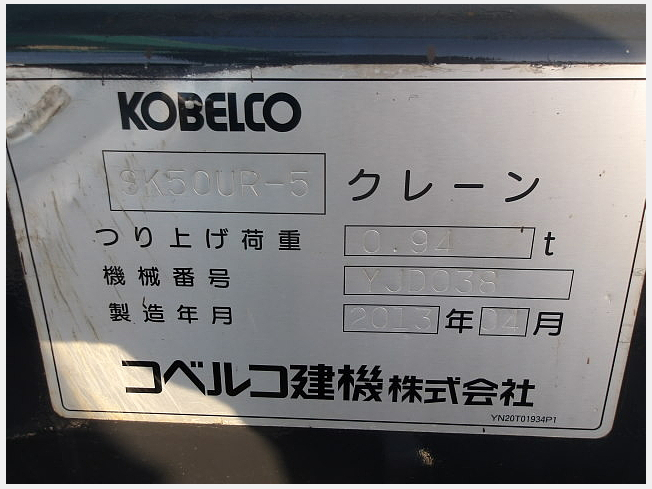 KOBELCO
SK50UR-5 クレーン
つり上げ荷重 0.94 t
機械番号 YJD038
製造年月 2013 年 04 月
コベルコ建機株式会社
YN20T01934P1